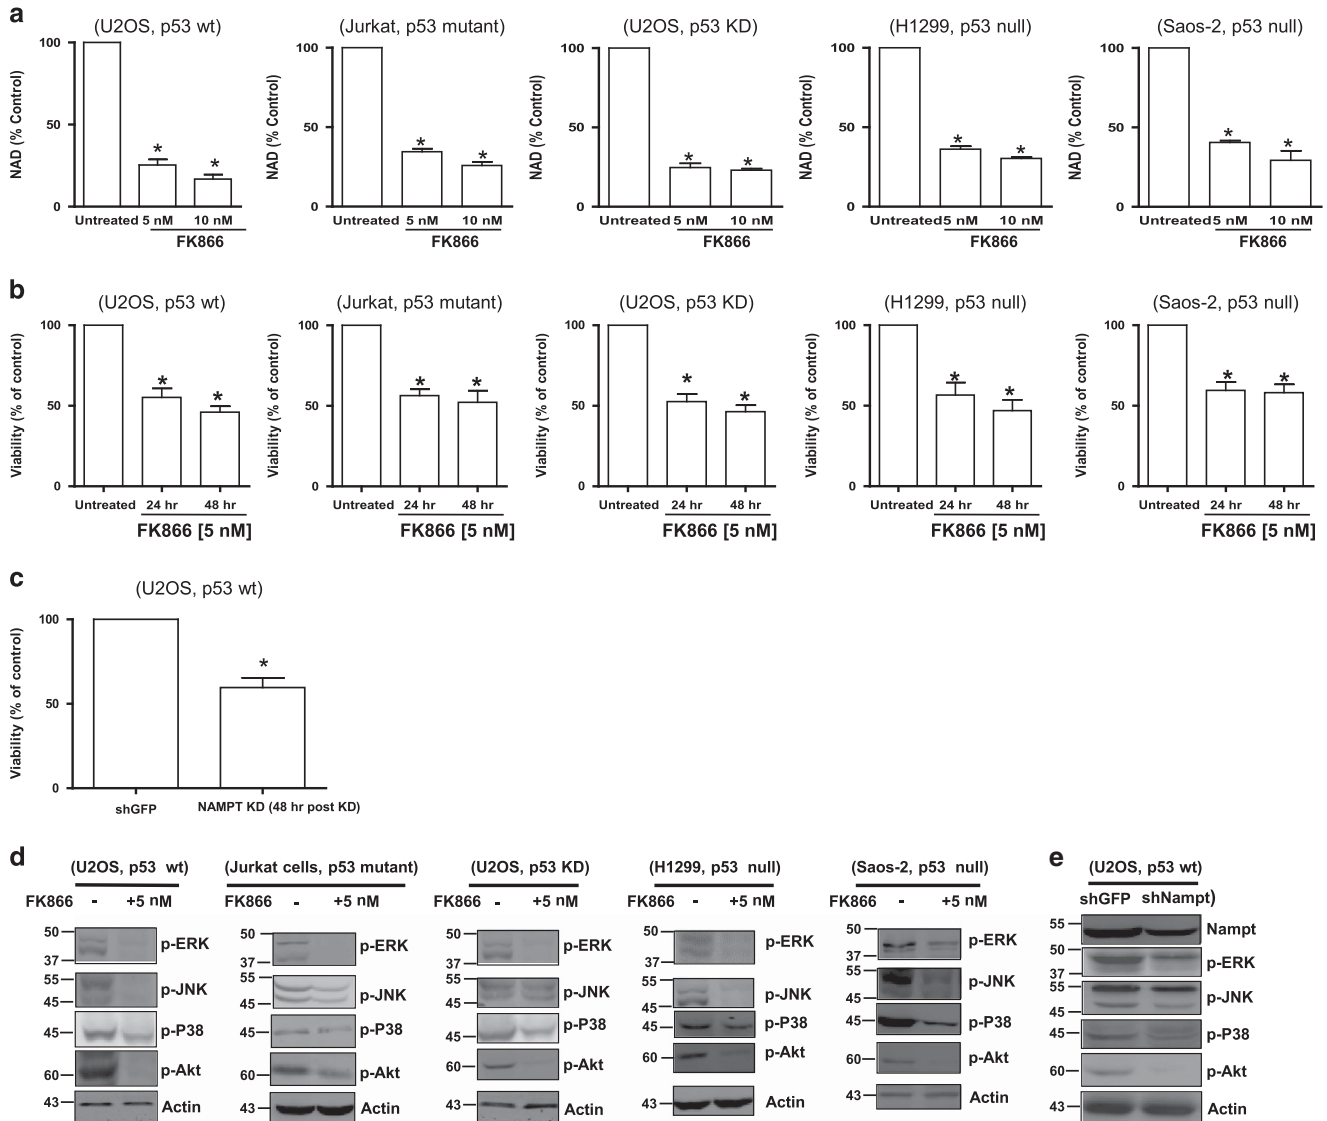 a
(U2OS, p53 wt) (Jurkat, p53 mutant) (U2OS, p53 KD) (H1299, p53 null) (Saos-2, p53 null)
NAD (% Control) NAD (% Control) NAD (% Control) NAD (% Control) NAD (% Control)
100 100 100 100 100
50 50 50 50 50
0 0 0 0 0
* * * * * * * * * *
Untreated 5 nM 10 nM Untreated 5 nM 10 nM Untreated 5 nM 10 nM Untreated 5 nM 10 nM Untreated 5 nM 10 nM
FK866 FK866 FK866 FK866 FK866
b
(U2OS, p53 wt) (Jurkat, p53 mutant) (U2OS, p53 KD) (H1299, p53 null) (Saos-2, p53 null)
Viability (% of control) Viability (% of control) Viability (% of control) Viability (% of control) Viability (% of control)
100 100 100 100 100
50 50 50 50 50
0 0 0 0 0
* * * * * * * * * *
Untreated 24 hr 48 hr Untreated 24 hr 48 hr Untreated 24 hr 48 hr Untreated 24 hr 48 hr Untreated 24 hr 48 hr
FK866 [5 nM] FK866 [5 nM] FK866 [5 nM] FK866 [5 nM] FK866 [5 nM]
c
(U2OS, p53 wt)
Viability (% of control)
100
50
0
*
shGFP NAMPT KD (48 hr post KD)
d
(U2OS, p53 wt)
FK866 - +5 nM
50 37 p-ERK
55 45 p-JNK
45 p-P38
60 p-Akt
43 Actin
(Jurkat cells, p53 mutant)
FK866 - +5 nM
50 37 p-ERK
55 45 p-JNK
45 p-P38
60 p-Akt
43 Actin
(U2OS, p53 KD)
FK866 - +5 nM
50 37 p-ERK
55 45 p-JNK
45 p-P38
60 p-Akt
43 Actin
(H1299, p53 null)
FK866 - +5 nM
50 37 p-ERK
55 45 p-JNK
45 p-P38
60 p-Akt
43 Actin
(Saos-2, p53 null)
FK866 - +5 nM
50 37 p-ERK
55 45 p-JNK
45 p-P38
60 p-Akt
43 Actin
e
(U2OS, p53 wt)
shGFP shNampt)
55 Nampt
50 37 p-ERK
55 45 p-JNK
45 p-P38
60 p-Akt
43 Actin